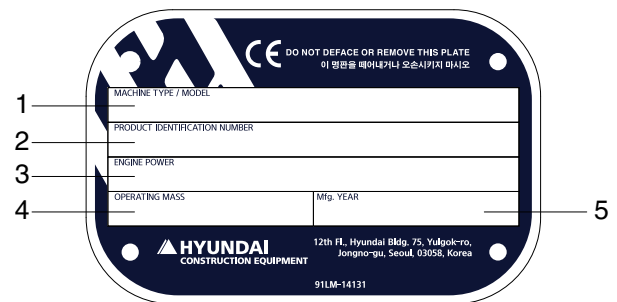 CE DO NOT DEFACE OR REMOVE THIS PLATE
이 명판을 떼어내거나 오손시키지 마시오
1 MACHINE TYPE / MODEL
2 PRODUCT IDENTIFICATION NUMBER
3 ENGINE POWER
4 OPERATING MASS Mfg. YEAR 5
HYUNDAI
CONSTRUCTION EQUIPMENT
12th Fl., Hyundai Bldg. 75, Yulgok-ro,
Jongno-gu, Seoul, 03058, Korea
91LM-14131